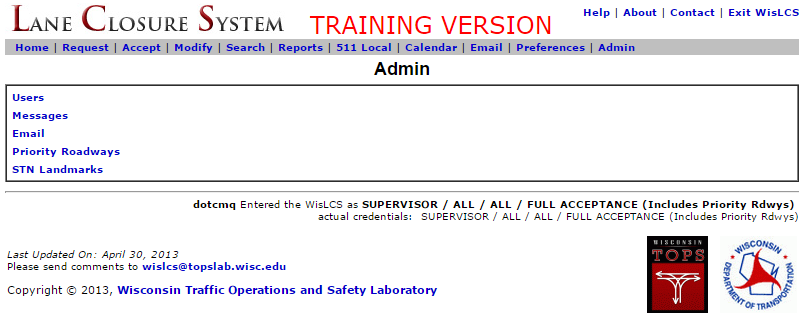 LANE CLOSURE SYSTEM TRAINING VERSION
Help | About | Contact | Exit WisLCS
Home | Request | Accept | Modify | Search | Reports | 511 Local | Calendar | Email | Preferences | Admin
Admin
Users
Messages
Email
Priority Roadways
STN Landmarks
dotcmq Entered the WisLCS as SUPERVISOR / ALL / ALL / FULL ACCEPTANCE (Includes Priority Rdwys)
actual credentials: SUPERVISOR / ALL / ALL / FULL ACCEPTANCE (Includes Priority Rdwys)
Last Updated On: April 30, 2013
Please send comments to wislcs@topslab.wisc.edu
Copyright © 2013, Wisconsin Traffic Operations and Safety Laboratory
WISCONSIN
TOPS
WISCONSIN
DEPARTMENT OF TRANSPORTATION